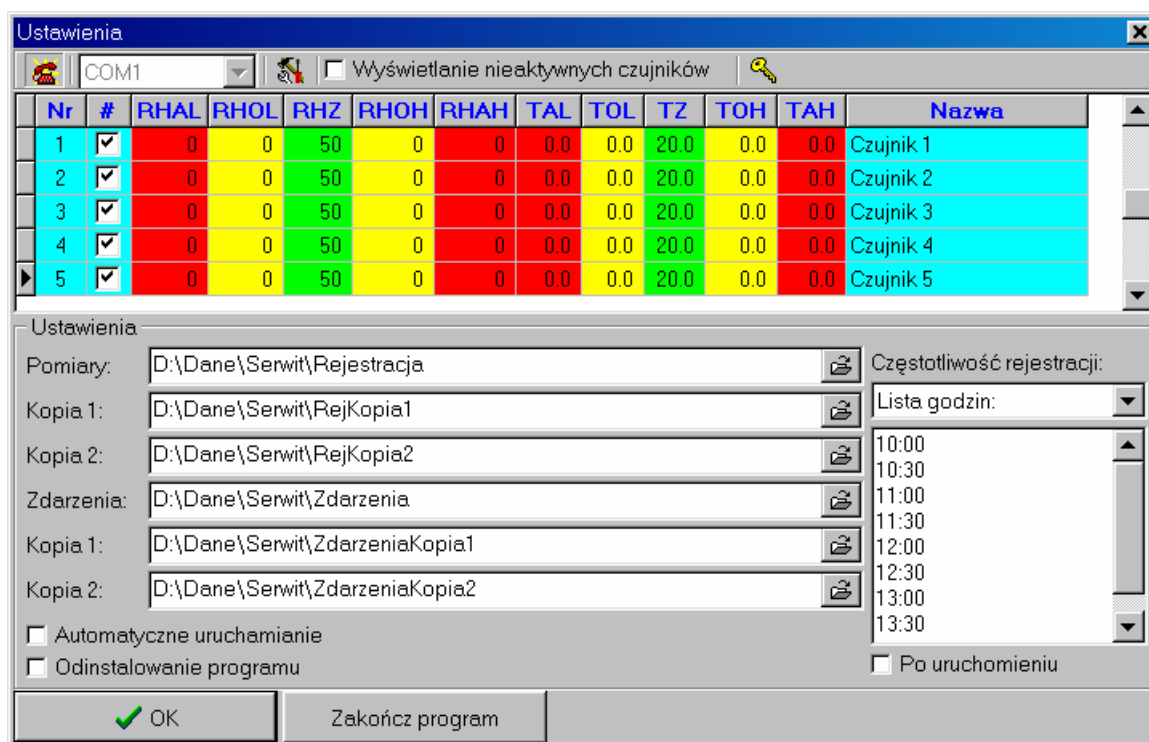 Ustawienia
COM1 Wyświetlanie nieaktywnych czujników
Nr # RHAL RHOL RHZ RHOH RHAH TAL TOL TZ TOH TAH Nazwa
1 0 0 50 0 0 0.0 0.0 20.0 0.0 0.0 Czujnik 1
2 0 0 50 0 0 0.0 0.0 20.0 0.0 0.0 Czujnik 2
3 0 0 50 0 0 0.0 0.0 20.0 0.0 0.0 Czujnik 3
4 0 0 50 0 0 0.0 0.0 20.0 0.0 0.0 Czujnik 4
5 0 0 50 0 0 0.0 0.0 20.0 0.0 0.0 Czujnik 5
Ustawienia
Pomiary: D:\Dane\Serwit\Rejestracja
Kopia 1: D:\Dane\Serwit\RejKopia1
Kopia 2: D:\Dane\Serwit\RejKopia2
Zdarzenia: D:\Dane\Serwit\Zdarzenia
Kopia 1: D:\Dane\Serwit\ZdarzeniaKopia1
Kopia 2: D:\Dane\Serwit\ZdarzeniaKopia2
Automatyczne uruchamianie
Odinstalowanie programu
Częstotliwość rejestracji:
Lista godzin:
10:00
10:30
11:00
11:30
12:00
12:30
13:00
13:30
Po uruchomieniu
OK Zakończ program